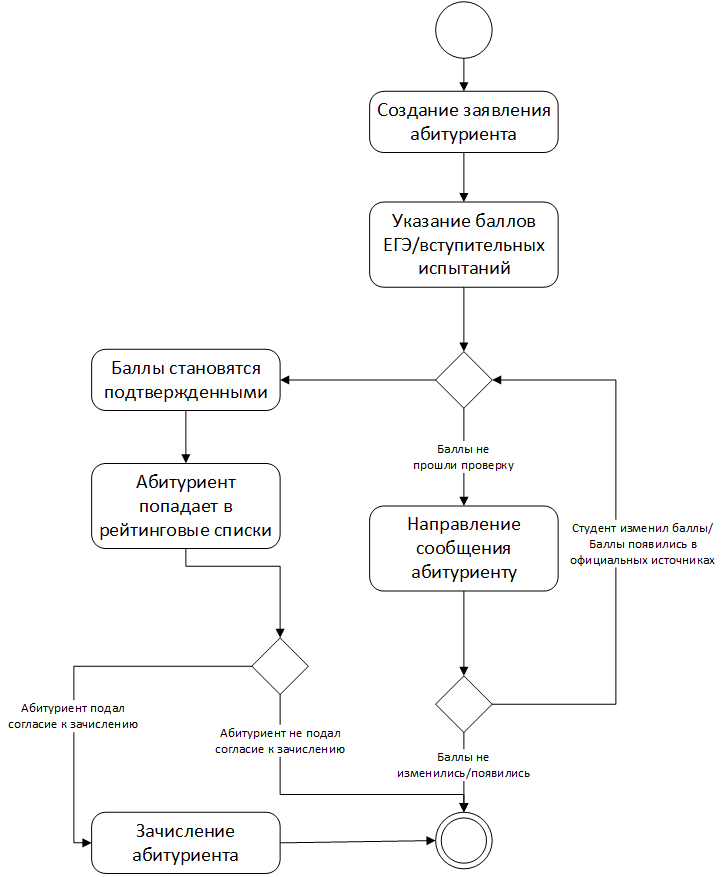 Создание заявления
абитуриента
Указание баллов
ЕГЭ/вступительных
испытаний
Баллы становятся
подтвержденными
Баллы не
прошли проверку
Абитуриент
попадает в
рейтинговые списки
Направление
сообщения
абитуриенту
Студент изменил баллы/
Баллы появились в
официальных источниках
Абитуриент подал
согласие к зачислению
Абитуриент не подал
согласие к зачислению
Баллы не
изменились/появились
Зачисление
абитуриента